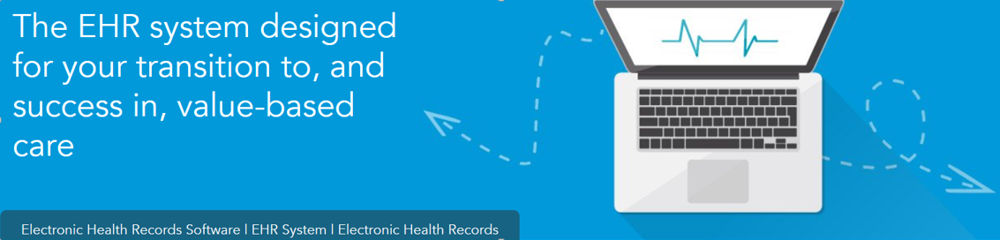 The EHR system designed
for your transition to, and
success in, value-based
care
Electronic Health Records Software | EHR System | Electronic Health Records